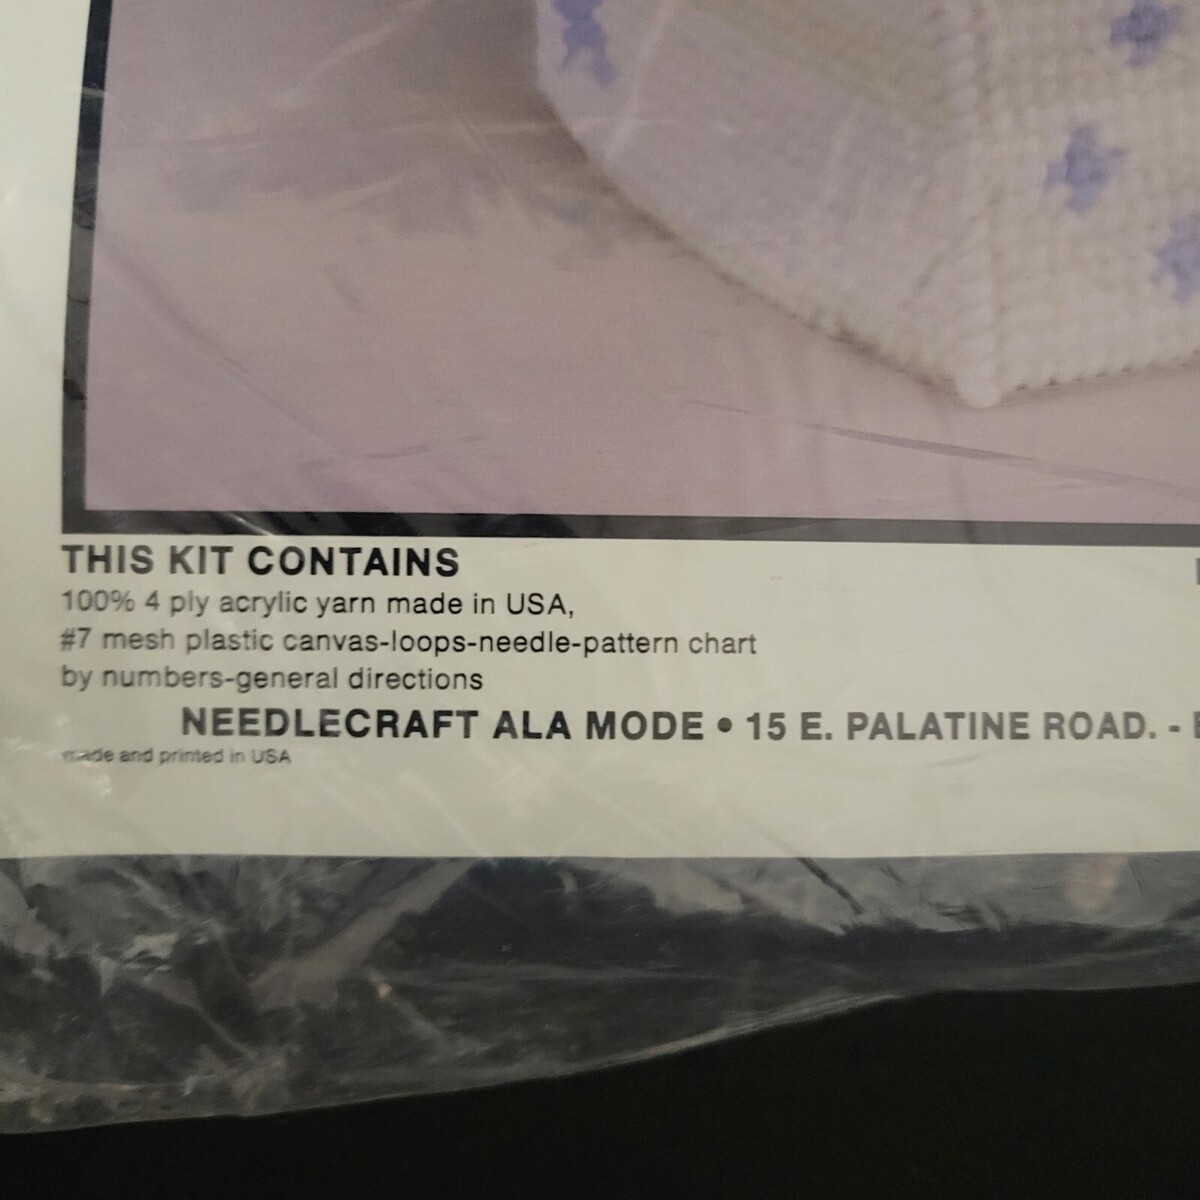 THIS KIT CONTAINS
100% 4 ply acrylic yarn made in USA,
#7 mesh plastic canvas-loops-needle-pattern chart
by numbers-general directions
NEEDLECRAFT ALA MODE • 15 E. PALATINE ROAD. -
made and printed in USA